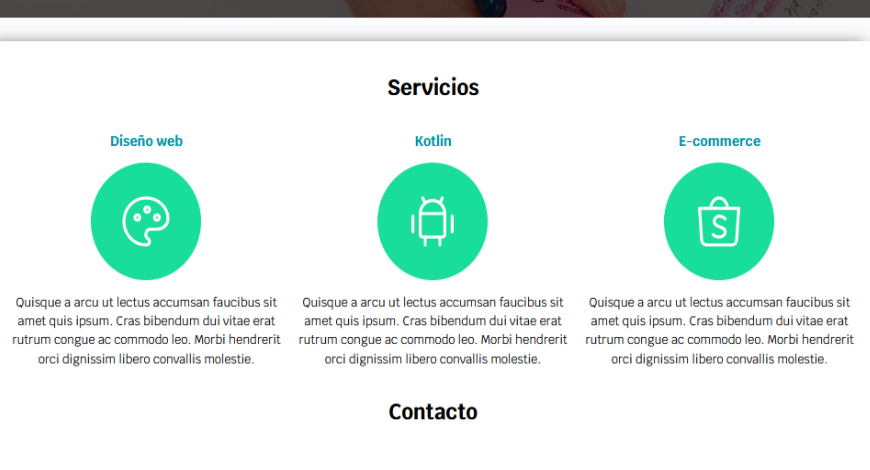 Servicios
Diseño web
Kotlin
E-commerce
Quisque a arcu ut lectus accumsan faucibus sit
amet quis ipsum. Cras bibendum dui vitae erat
rutrum congue ac commodo leo. Morbi hendrerit
orci dignissim libero convallis molestie.
Quisque a arcu ut lectus accumsan faucibus sit
amet quis ipsum. Cras bibendum dui vitae erat
rutrum congue ac commodo leo. Morbi hendrerit
orci dignissim libero convallis molestie.
Quisque a arcu ut lectus accumsan faucibus sit
amet quis ipsum. Cras bibendum dui vitae erat
rutrum congue ac commodo leo. Morbi hendrerit
orci dignissim libero convallis molestie.
Contacto